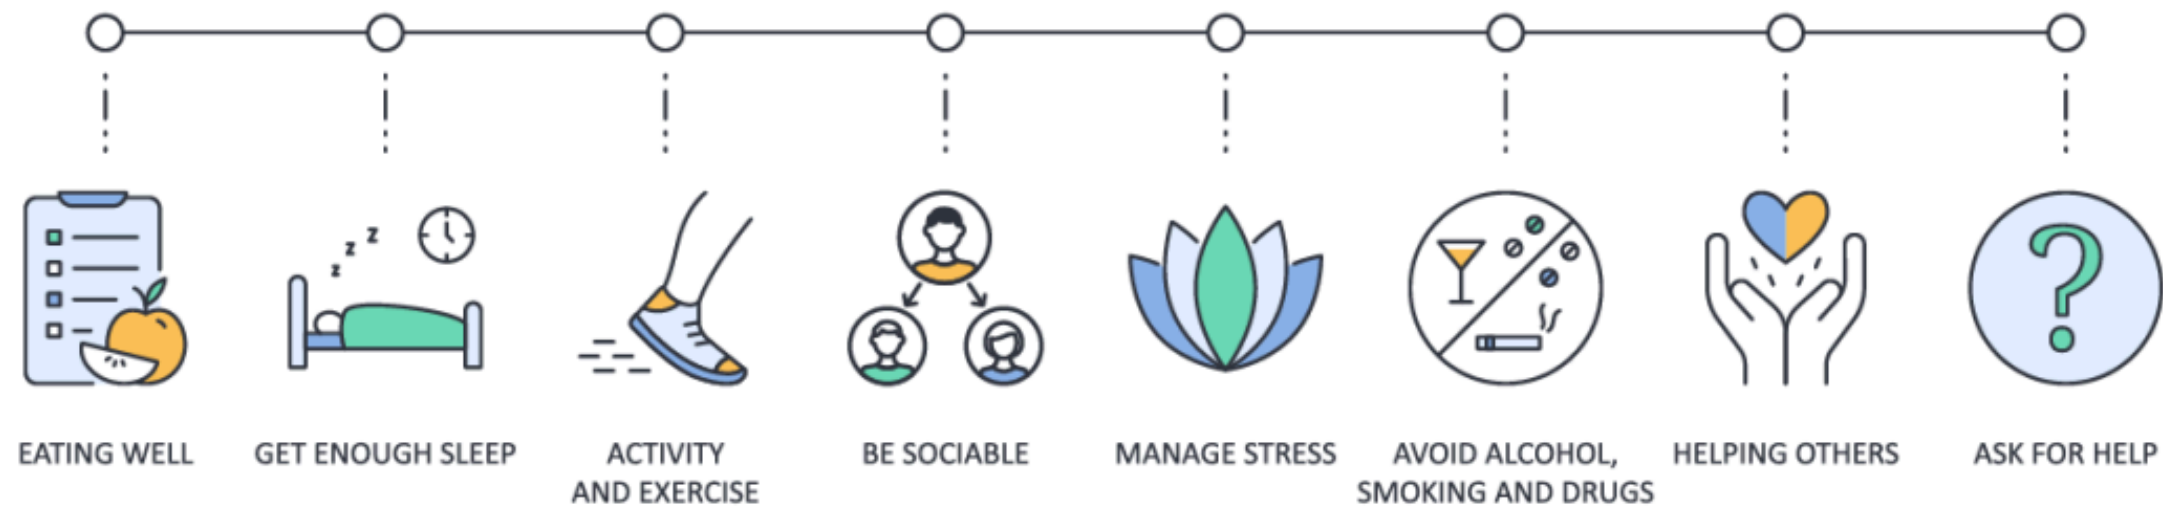 z
z
z
?
EATING WELL
GET ENOUGH SLEEP
ACTIVITY
AND EXERCISE
BE SOCIABLE
MANAGE STRESS
AVOID ALCOHOL,
SMOKING AND DRUGS
HELPING OTHERS
ASK FOR HELP